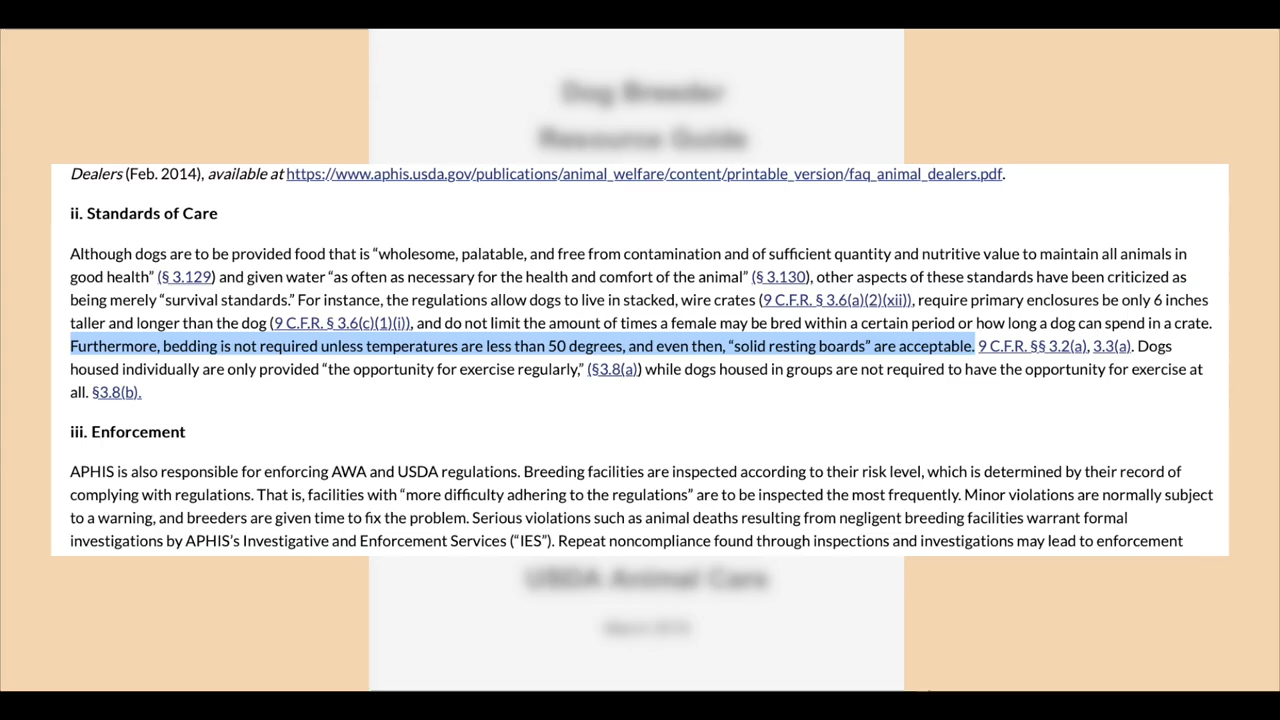 Dog Breeder
Resource Guide
Dealers (Feb. 2014), available at https://www.aphis.usda.gov/publications/animal_welfare/content/printable_version/faq_animal_dealers.pdf.
ii. Standards of Care
Although dogs are to be provided food that is “wholesome, palatable, and free from contamination and of sufficient quantity and nutritive value to maintain all animals in
good health” (§ 3.129) and given water “as often as necessary for the health and comfort of the animal” (§ 3.130), other aspects of these standards have been criticized as
being merely “survival standards.” For instance, the regulations allow dogs to live in stacked, wire crates (9 C.F.R. § 3.6(a)(2)(xii)), require primary enclosures be only 6 inches
taller and longer than the dog (9 C.F.R. § 3.6(c)(1)(i)), and do not limit the amount of times a female may be bred within a certain period or how long a dog can spend in a crate.
Furthermore, bedding is not required unless temperatures are less than 50 degrees, and even then, “solid resting boards” are acceptable. 9 C.F.R. §§ 3.2(a), 3.3(a). Dogs
housed individually are only provided “the opportunity for exercise regularly,” (§3.8(a)) while dogs housed in groups are not required to have the opportunity for exercise at
all. §3.8(b).
iii. Enforcement
APHIS is also responsible for enforcing AWA and USDA regulations. Breeding facilities are inspected according to their risk level, which is determined by their record of
complying with regulations. That is, facilities with “more difficulty adhering to the regulations” are to be inspected the most frequently. Minor violations are normally subject
to a warning, and breeders are given time to fix the problem. Serious violations such as animal deaths resulting from negligent breeding facilities warrant formal
investigations by APHIS’s Investigative and Enforcement Services (“IES”). Repeat noncompliance found through inspections and investigations may lead to enforcement
USDA Animal Care